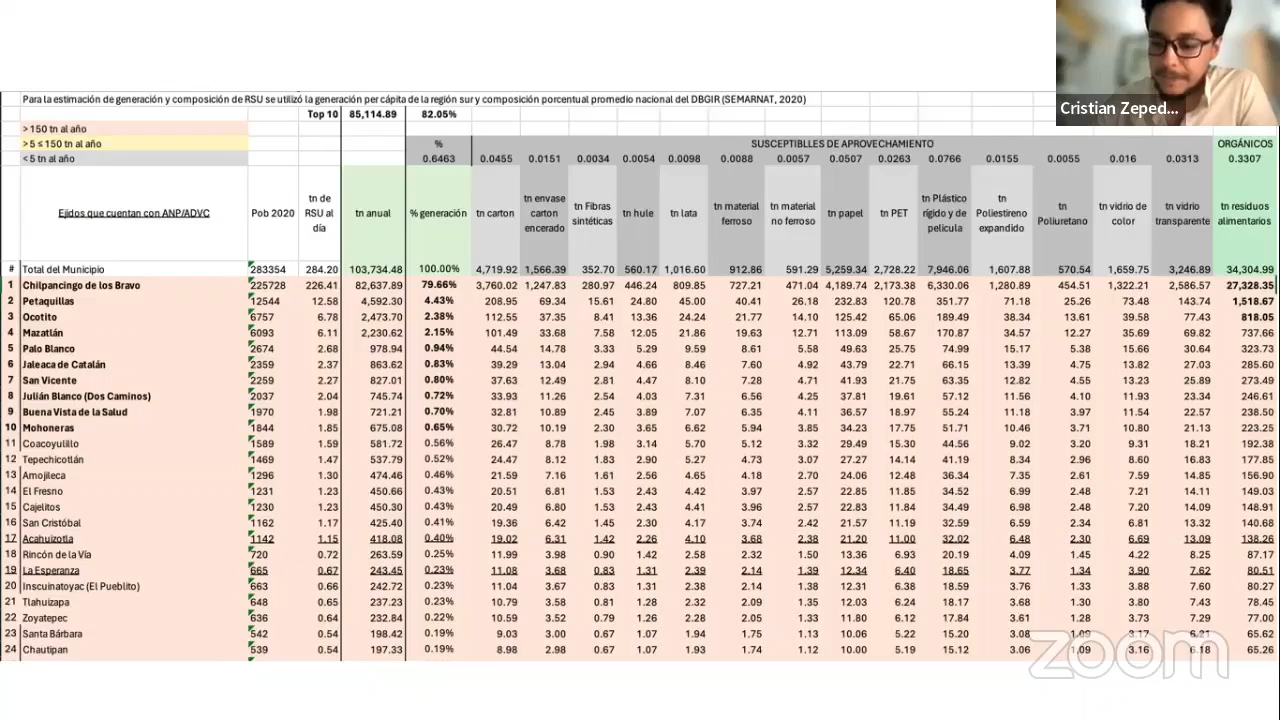 Cristian Zeped...
Para la estimación de generación y composición de RSU se utilizó la generación per cápita de la región sur y composición porcentual promedio nacional del DBGIR (SEMARNAT, 2020)
Top 10 85,114.89 82.05%
> 150 tn al año
> 5 ≤ 150 tn al año % SUSCEPTIBLLES DE APROVECHAMIENTO ORGÁNICOS
< 5 tn al año 0.6463 0.0455 0.0151 0.0034 0.0054 0.0098 0.0088 0.0057 0.0507 0.0263 0.0766 0.0155 0.0055 0.016 0.0313 0.3307
Ejidos que cuentan con ANP/ADVC Pob 2020 tn de RSU al día tn anual % generación tn carton tn envase carton encerado tn Fibras sintéticas tn hule tn lata tn material ferroso tn material no ferroso tn papel tn PET tn Plástico rígido y de película tn Poliestireno expandido tn Poliuretano tn vidrio de color tn vidrio transparente tn residuos alimentarios
# Total del Municipio 283354 284.20 103,734.48 100.00% 4,719.92 1,566.39 352.70 560.17 1,016.60 912.86 591.29 5,259.34 2,728.22 7,946.06 1,607.88 570.54 1,659.75 3,246.89 34,304.99
1 Chilpancingo de los Bravo 225728 226.41 82,637.89 79.66% 3,760.02 1,247.83 280.97 446.24 809.85 727.21 471.04 4,189.74 2,173.38 6,330.06 1,280.89 454.51 1,322.21 2,586.57 27,328.35
2 Petaquillas 12544 12.58 4,592.30 4.43% 208.95 69.34 15.61 24.80 45.00 40.41 26.18 232.83 120.78 351.77 71.18 25.26 73.48 143.74 1,518.67
3 Ocotito 6757 6.78 2,473.70 2.38% 112.55 37.35 8.41 13.36 24.24 21.77 14.10 125.42 65.06 189.49 38.34 13.61 39.58 77.43 818.05
4 Mazatlán 6093 6.11 2,230.62 2.15% 101.49 33.68 7.58 12.05 21.86 19.63 12.71 113.09 58.67 170.87 34.57 12.27 35.69 69.82 737.66
5 Palo Blanco 2674 2.68 978.94 0.94% 44.54 14.78 3.33 5.29 9.59 8.61 5.58 49.63 25.75 74.99 15.17 5.38 15.66 30.64 323.73
6 Jaleaca de Catalán 2359 2.37 863.62 0.83% 39.29 13.04 2.94 4.66 8.46 7.60 4.92 43.79 22.71 66.15 13.39 4.75 13.82 27.03 285.60
7 San Vicente 2259 2.27 827.01 0.80% 37.63 12.49 2.81 4.47 8.10 7.28 4.71 41.93 21.75 63.35 12.82 4.55 13.23 25.89 273.49
8 Julián Blanco (Dos Caminos) 2037 2.04 745.74 0.72% 33.93 11.26 2.54 4.03 7.31 6.56 4.25 37.81 19.61 57.12 11.56 4.10 11.93 23.34 246.61
9 Buena Vista de la Salud 1970 1.98 721.21 0.70% 32.81 10.89 2.45 3.89 7.07 6.35 4.11 36.57 18.97 55.24 11.18 3.97 11.54 22.57 238.50
10 Mohoneras 1844 1.85 675.08 0.65% 30.72 10.19 2.30 3.65 6.62 5.94 3.85 34.23 17.75 51.71 10.46 3.71 10.80 21.13 223.25
11 Coacoyulillo 1589 1.59 581.72 0.56% 26.47 8.78 1.98 3.14 5.70 5.12 3.32 29.49 15.30 44.56 9.02 3.20 9.31 18.21 192.38
12 Tepechicotlán 1469 1.47 537.79 0.52% 24.47 8.12 1.83 2.90 5.27 4.73 3.07 27.27 14.14 41.19 8.34 2.96 8.60 16.83 177.85
13 Amojileca 1296 1.30 474.46 0.46% 21.59 7.16 1.61 2.56 4.65 4.18 2.70 24.06 12.48 36.34 7.35 2.61 7.59 14.85 156.90
14 El Fresno 1231 1.23 450.66 0.43% 20.51 6.81 1.53 2.43 4.42 3.97 2.57 22.85 11.85 34.52 6.99 2.48 7.21 14.11 149.03
15 Cajelitos 1230 1.23 450.30 0.43% 20.49 6.80 1.53 2.43 4.41 3.96 2.57 22.83 11.84 34.49 6.98 2.48 7.20 14.09 148.91
16 San Cristóbal 1162 1.17 425.40 0.41% 19.36 6.42 1.45 2.30 4.17 3.74 2.42 21.57 11.19 32.59 6.59 2.34 6.81 13.32 140.68
17 Acahuizotla 1142 1.15 418.08 0.40% 19.02 6.31 1.42 2.26 4.10 3.68 2.38 21.20 11.00 32.02 6.48 2.30 6.69 13.09 138.26
18 Rincón de la Vía 720 0.72 263.59 0.25% 11.99 3.98 0.90 1.42 2.58 2.32 1.50 13.36 6.93 20.19 4.09 1.45 4.22 8.25 87.17
19 La Esperanza 665 0.67 243.45 0.23% 11.08 3.68 0.83 1.31 2.39 2.14 1.39 12.34 6.40 18.65 3.77 1.34 3.90 7.62 80.51
20 Inscuinatoyac (El Pueblito) 663 0.66 242.72 0.23% 11.04 3.67 0.83 1.31 2.38 2.14 1.38 12.31 6.38 18.59 3.76 1.33 3.88 7.60 80.27
21 Tlahuizapa 648 0.65 237.23 0.23% 10.79 3.58 0.81 1.28 2.32 2.09 1.35 12.03 6.24 18.17 3.68 1.30 3.80 7.43 78.45
22 Zoyatepec 636 0.64 232.84 0.22% 10.59 3.52 0.79 1.26 2.28 2.05 1.33 11.80 6.12 17.84 3.61 1.28 3.73 7.29 77.00
23 Santa Bárbara 542 0.54 198.42 0.19% 9.03 3.00 0.67 1.07 1.94 1.75 1.13 10.06 5.22 15.20 3.08 1.09 3.17 6.21 65.62
24 Chautipan 539 0.54 197.33 0.19% 8.98 2.98 0.67 1.07 1.93 1.74 1.12 10.00 5.19 15.12 3.06 1.09 3.16 6.18 65.26
zoom